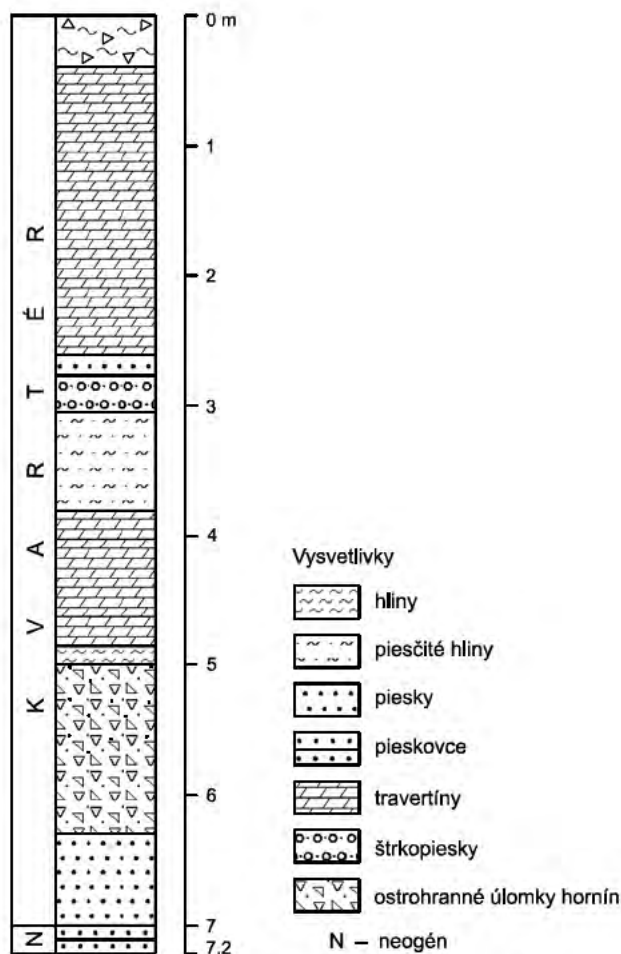 0 m
1
2
3
4
5
6
7
7.2
KVARTÉR
N
Vysvetlivky
hliny
piesčité hliny
piesky
pieskovce
travertíny
štrkopiesky
ostrohranné úlomky hornín
N – neogén